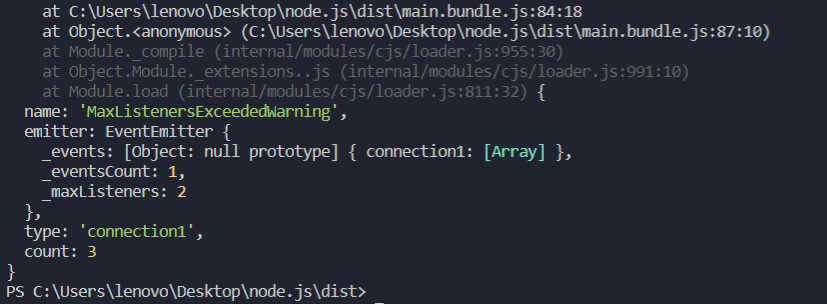 at C:\Users\lenovo\Desktop\node.js\dist\main.bundle.js:84:18
    at Object.<anonymous> (C:\Users\lenovo\Desktop\node.js\dist\main.bundle.js:87:10)
    at Module._compile (internal/modules/cjs/loader.js:955:30)
    at Object.Module._extensions..js (internal/modules/cjs/loader.js:991:10)
    at Module.load (internal/modules/cjs/loader.js:811:32) {
  name: 'MaxListenersExceededWarning',
  emitter: EventEmitter {
    _events: [Object: null prototype] { connection1: [Array] },
    _eventsCount: 1,
    _maxListeners: 2
  },
  type: 'connection1',
  count: 3
}
PS C:\Users\lenovo\Desktop\node.js\dist>